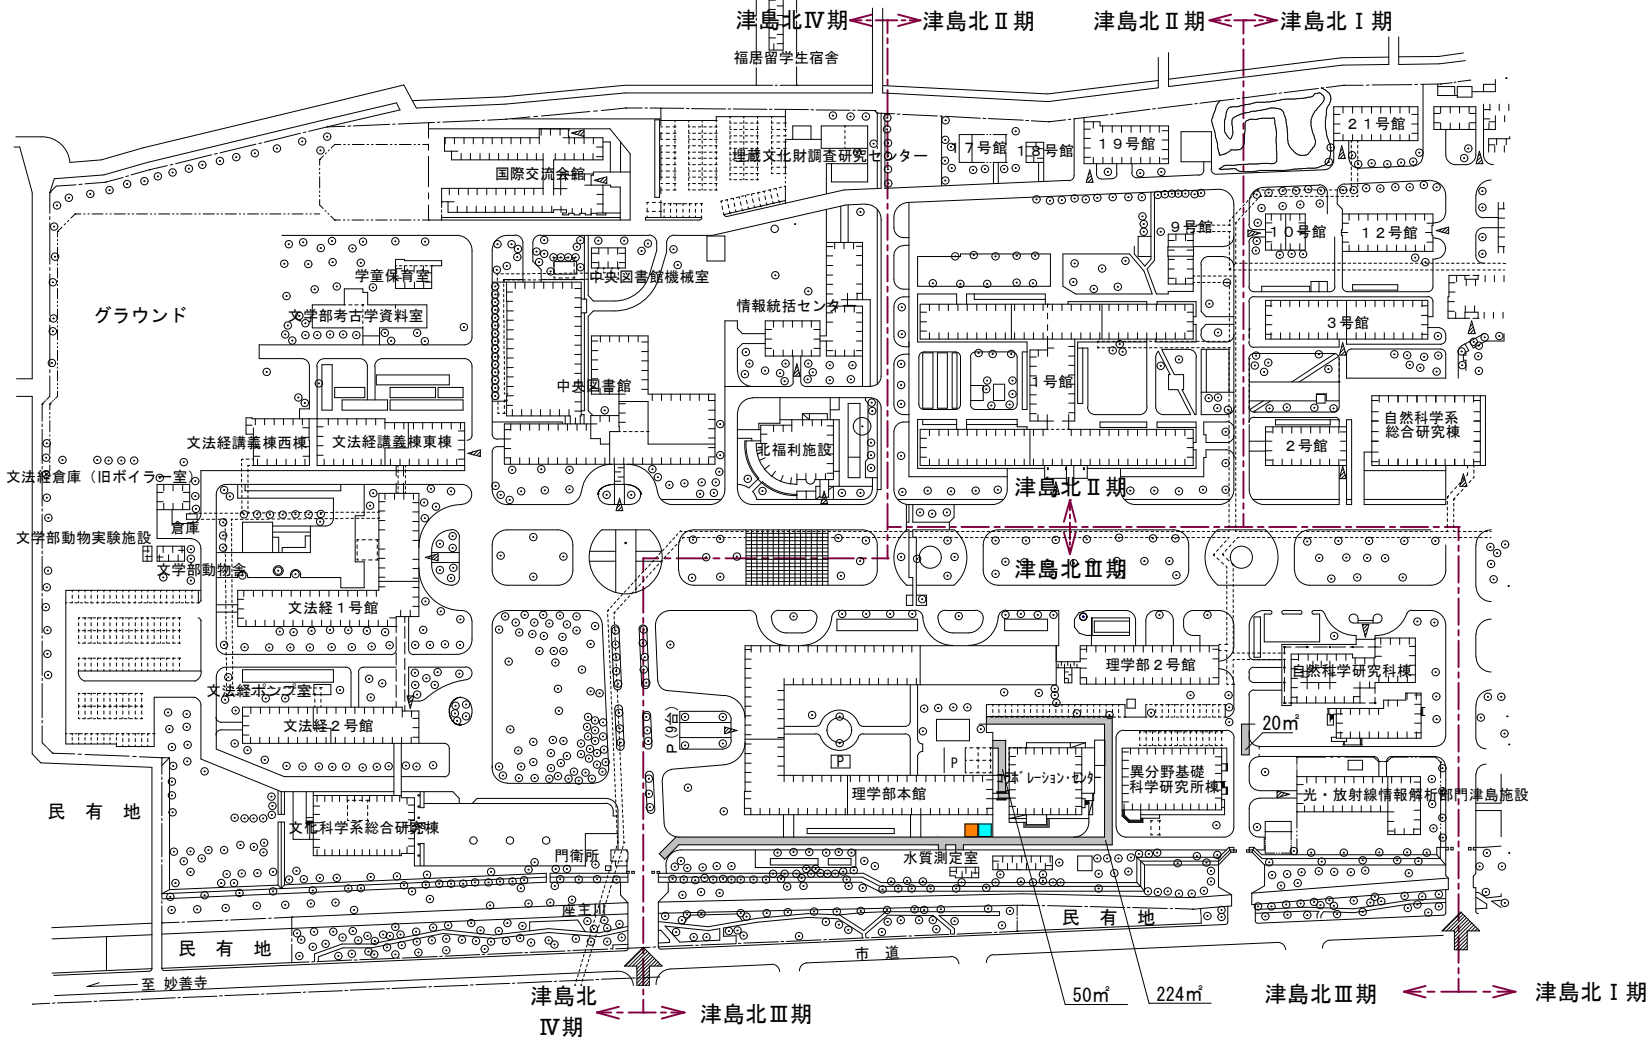 津島北Ⅳ期
津島北Ⅱ期
津島北Ⅱ期
津島北Ⅰ期
福居留学生宿舎
21号館
17号館
18号館
19号館
埋蔵文化財調査研究センター
国際交流会館
9号館
10号館
12号館
学童保育室
中央図書館機械室
グラウンド
文学部考古学資料室
情報統括センター
3号館
中央図書館
1号館
自然科学系
総合研究棟
文法経講義棟西棟
文法経講義棟東棟
北福利施設
2号館
文法経倉庫（旧ボイラー室）
津島北Ⅱ期
倉庫
文学部動物実験施設
文学部動物舎
津島北Ⅲ期
文法経1号館
理学部2号館
自然科学研究科棟
文法経ポンプ室
文法経2号館
P(9台)
20㎡
P
P
コラボレーション・センター
異分野基礎
科学研究所棟
理学部本館
光・放射線情報解析部門津島施設
民有地
文化科学系総合研究棟
門衛所
水質測定室
座主川
民有地
民有地
市道
至 妙善寺
津島北
Ⅳ期
津島北Ⅲ期
50㎡
224㎡
津島北Ⅲ期
津島北Ⅰ期